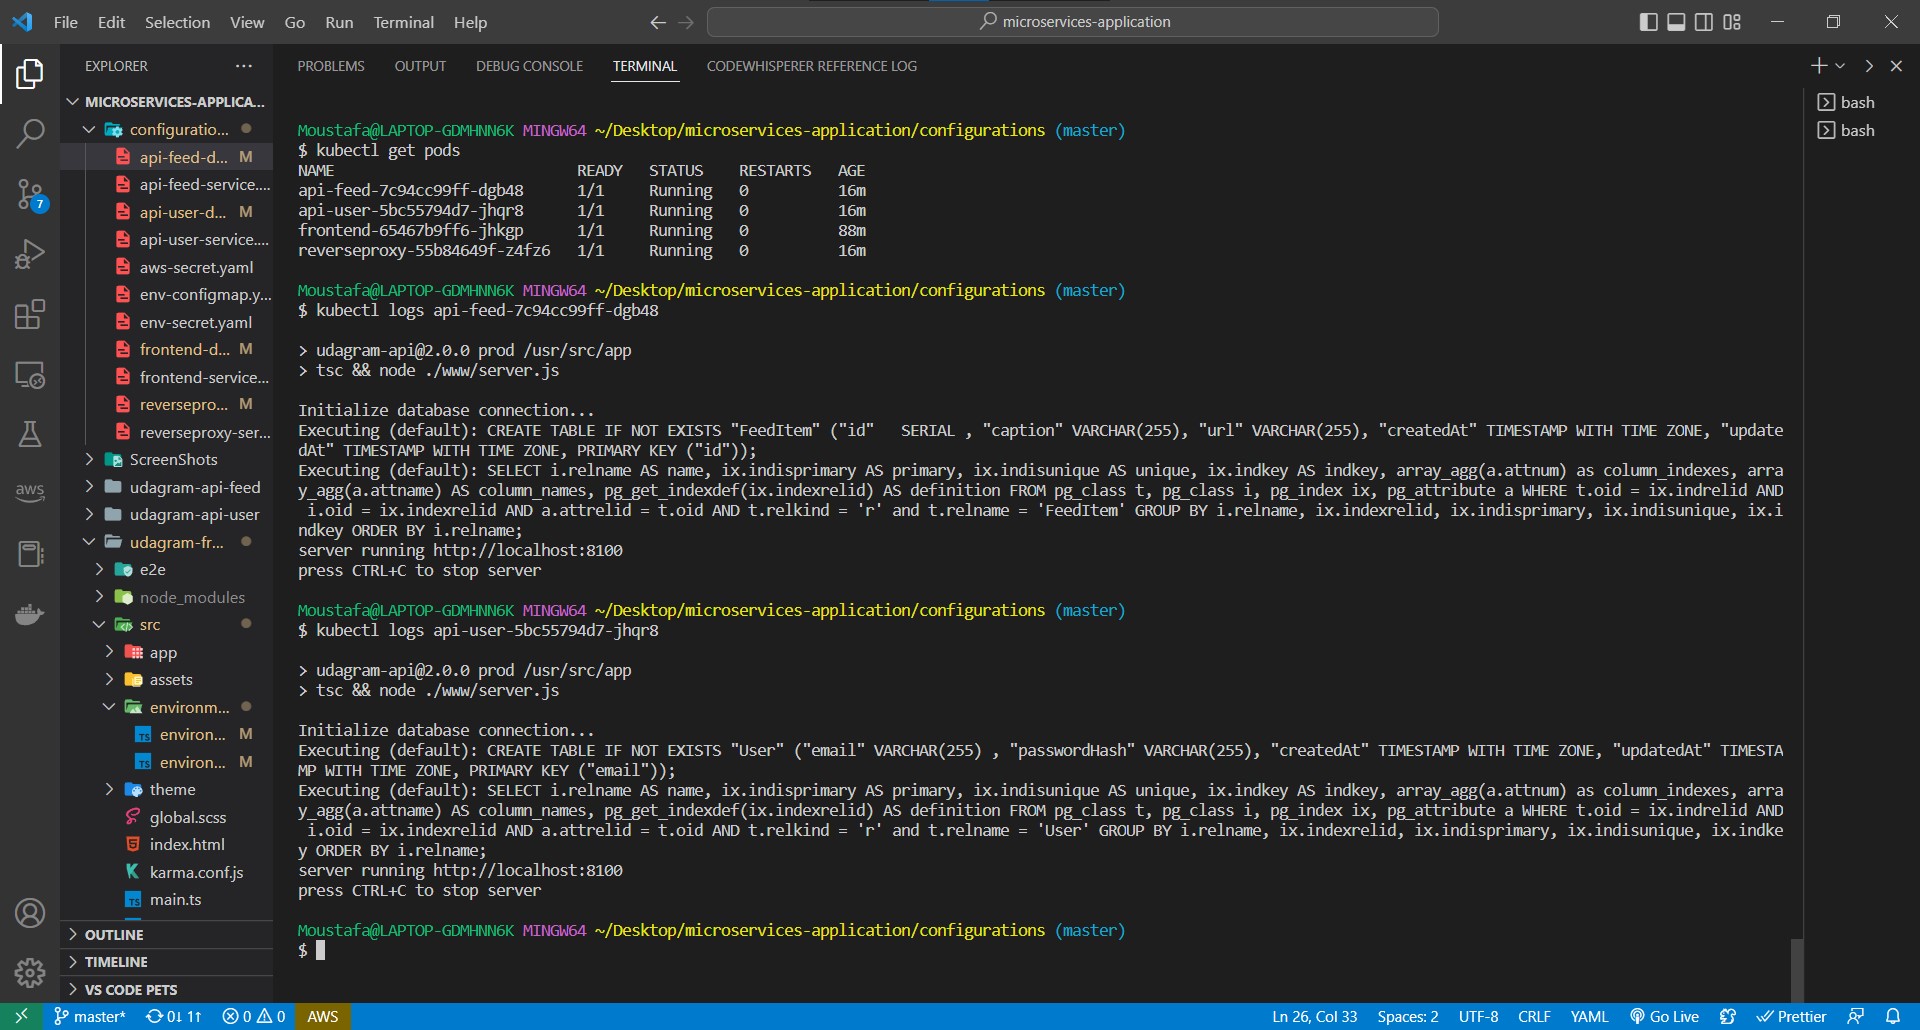 File Edit Selection View Go Run Terminal Help
microservices-application
EXPLORER
MICROSERVICES-APPLICA...
configuratio...
api-feed-d... M
api-feed-service....
api-user-d... M
api-user-service....
aws-secret.yaml
env-configmap.y...
env-secret.yaml
frontend-d... M
frontend-service...
reversepro... M
reverseproxy-ser...
ScreenShots
udagram-api-feed
udagram-api-user
udagram-fr...
e2e
node_modules
src
app
assets
environm...
TS environ... M
TS environ... M
theme
global.scss
index.html
karma.conf.js
TS main.ts
OUTLINE
TIMELINE
VS CODE PETS
7
aws
PROBLEMS OUTPUT DEBUG CONSOLE TERMINAL CODEWHISPERER REFERENCE LOG
bash
bash
Moustafa@LAPTOP-GDMHNN6K MINGW64 ~/Desktop/microservices-application/configurations (master)
$ kubectl get pods
NAME READY STATUS RESTARTS AGE
api-feed-7c94cc99ff-dgb48 1/1 Running 0 16m
api-user-5bc55794d7-jhqr8 1/1 Running 0 16m
frontend-65467b9ff6-jhkgp 1/1 Running 0 88m
reverseproxy-55b84649f-z4fz6 1/1 Running 0 16m
Moustafa@LAPTOP-GDMHNN6K MINGW64 ~/Desktop/microservices-application/configurations (master)
$ kubectl logs api-feed-7c94cc99ff-dgb48
> udagram-api@2.0.0 prod /usr/src/app
> tsc && node ./www/server.js
Initialize database connection...
Executing (default): CREATE TABLE IF NOT EXISTS "FeedItem" ("id"   SERIAL , "caption" VARCHAR(255), "url" VARCHAR(255), "createdAt" TIMESTAMP WITH TIME ZONE, "update
dAt" TIMESTAMP WITH TIME ZONE, PRIMARY KEY ("id"));
Executing (default): SELECT i.relname AS name, ix.indisprimary AS primary, ix.indisunique AS unique, ix.indkey AS indkey, array_agg(a.attnum) as column_indexes, arra
y_agg(a.attname) AS column_names, pg_get_indexdef(ix.indexrelid) AS definition FROM pg_class t, pg_class i, pg_index ix, pg_attribute a WHERE t.oid = ix.indrelid AND
i.oid = ix.indexrelid AND a.attrelid = t.oid AND t.relkind = 'r' and t.relname = 'FeedItem' GROUP BY i.relname, ix.indexrelid, ix.indisprimary, ix.indisunique, ix.i
ndkey ORDER BY i.relname;
server running http://localhost:8100
press CTRL+C to stop server
Moustafa@LAPTOP-GDMHNN6K MINGW64 ~/Desktop/microservices-application/configurations (master)
$ kubectl logs api-user-5bc55794d7-jhqr8
> udagram-api@2.0.0 prod /usr/src/app
> tsc && node ./www/server.js
Initialize database connection...
Executing (default): CREATE TABLE IF NOT EXISTS "User" ("email" VARCHAR(255) , "passwordHash" VARCHAR(255), "createdAt" TIMESTAMP WITH TIME ZONE, "updatedAt" TIMESTA
MP WITH TIME ZONE, PRIMARY KEY ("email"));
Executing (default): SELECT i.relname AS name, ix.indisprimary AS primary, ix.indisunique AS unique, ix.indkey AS indkey, array_agg(a.attnum) as column_indexes, arra
y_agg(a.attname) AS column_names, pg_get_indexdef(ix.indexrelid) AS definition FROM pg_class t, pg_class i, pg_index ix, pg_attribute a WHERE t.oid = ix.indrelid AND
i.oid = ix.indexrelid AND a.attrelid = t.oid AND t.relkind = 'r' and t.relname = 'User' GROUP BY i.relname, ix.indexrelid, ix.indisprimary, ix.indisunique, ix.indke
y ORDER BY i.relname;
server running http://localhost:8100
press CTRL+C to stop server
Moustafa@LAPTOP-GDMHNN6K MINGW64 ~/Desktop/microservices-application/configurations (master)
$
master* 0↓ 1↑ 0 0 AWS Ln 26, Col 33 Spaces: 2 UTF-8 CRLF YAML Go Live Prettier